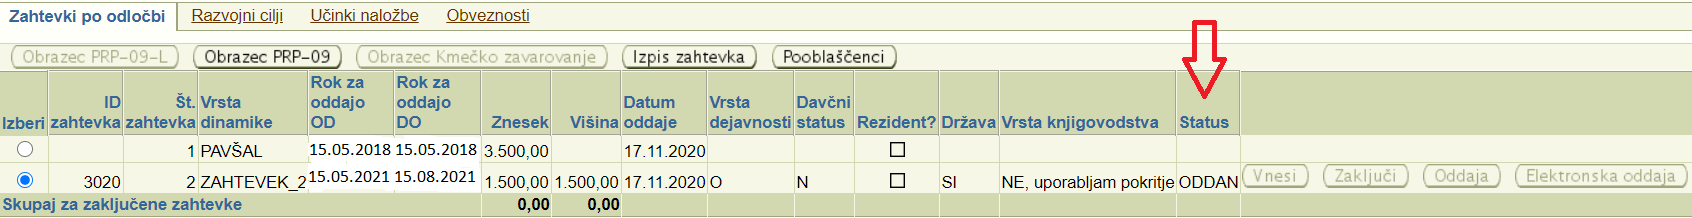 Zahtevki po odločbi Razvojni cilji Učinki naložbe Obveznosti
Obrazec PRP-09-L Obrazec PRP-09 Obrazec Kmečko zavarovanje Izpis zahtevka Pooblaščenci
Izberi ID zahtevka Št. zahtevka Vrsta dinamike Rok za oddajo OD Rok za oddajo DO Znesek Višina Datum oddaje Vrsta dejavnosti Davčni status Rezident? Država Vrsta knjigovodstva Status
1 PAVŠAL 15.05.2018 15.05.2018 3.500,00 17.11.2020
3020 2 ZAHTEVEK_2 15.05.2021 15.08.2021 1.500,00 1.500,00 17.11.2020 O N SI NE, uporabljam pokritje ODDAN Vnesi Zaključi Oddaja Elektronska oddaja
Skupaj za zaključene zahtevke 0,00 0,00